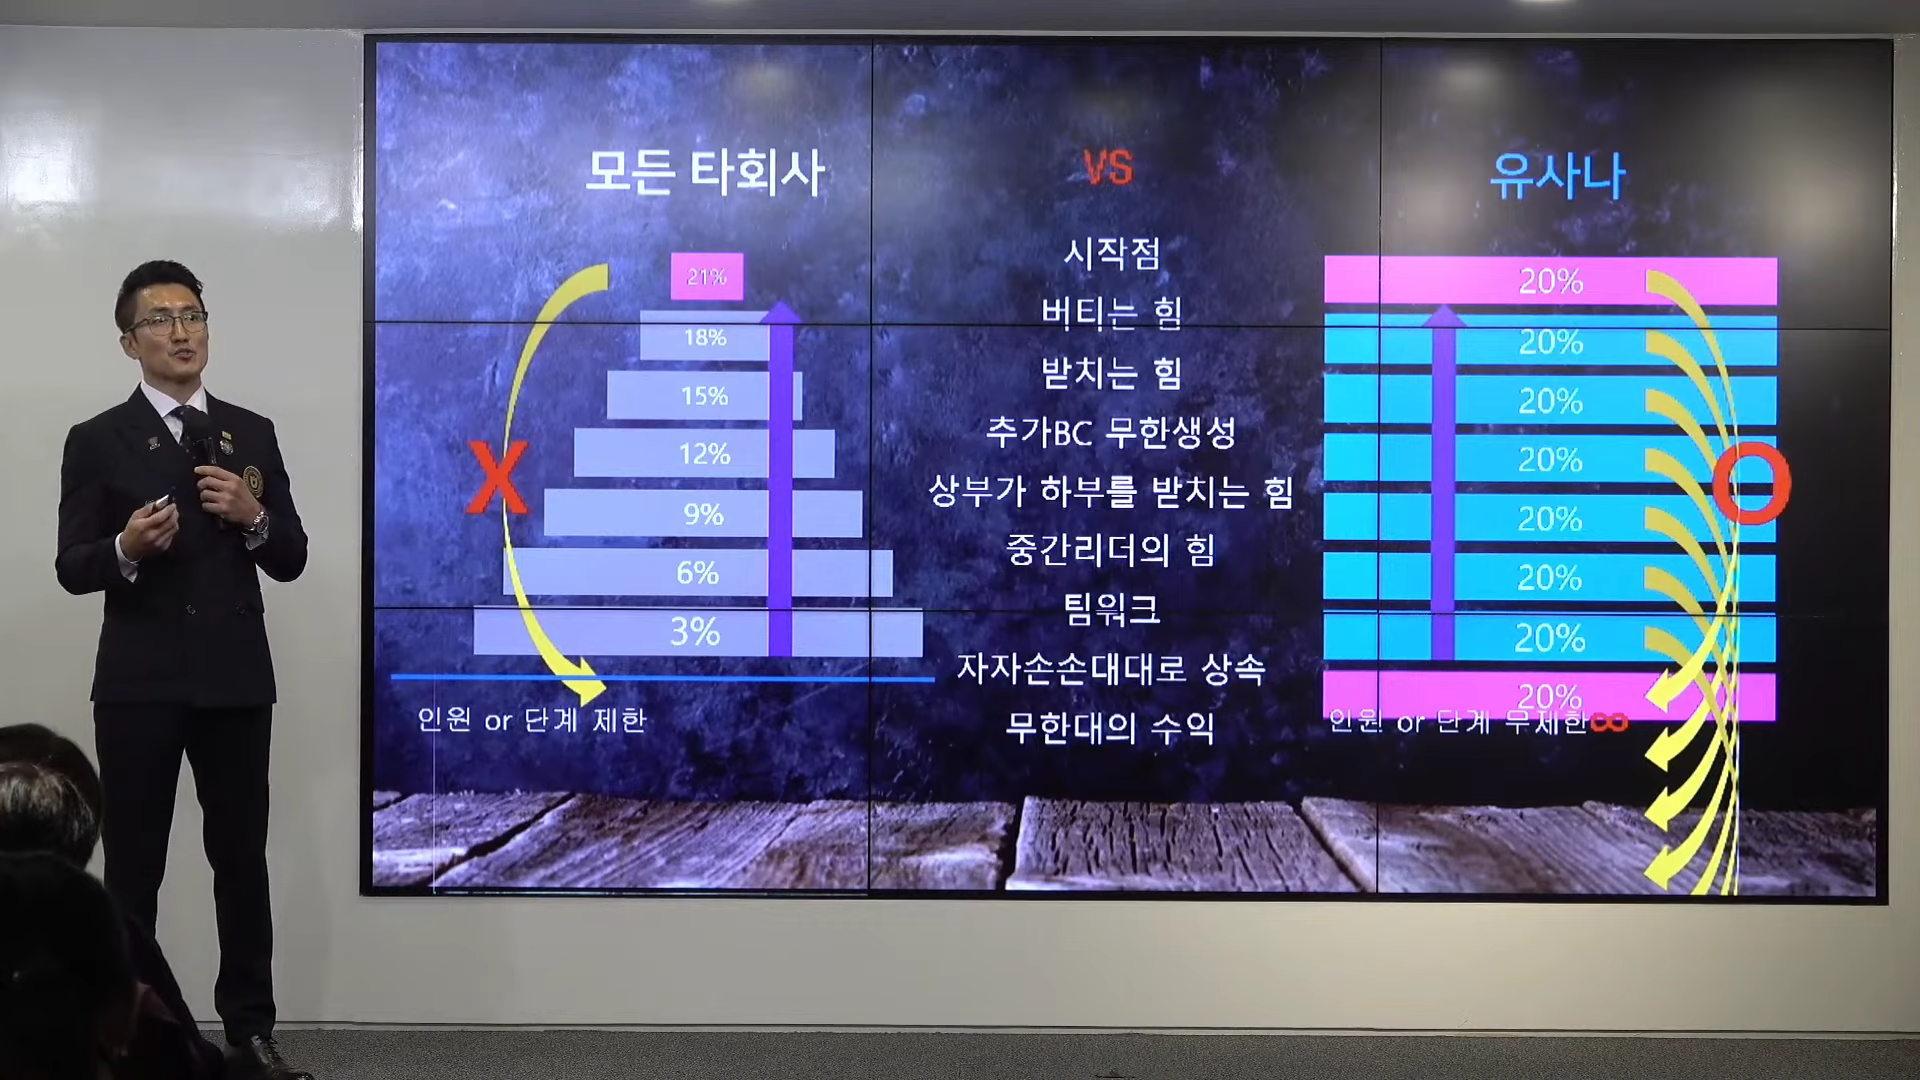 모든 타회사
VS
유사나
21%
18%
15%
12%
9%
6%
3%
인원 or 단계 제한
X
시작점
버티는 힘
받치는 힘
추가BC 무한생성
상부가 하부를 받치는 힘
중간리더의 힘
팀워크
자자손손대대로 상속
무한대의 수익
20%
20%
20%
20%
20%
20%
20%
20%
인원 or 단계 무제한∞
O